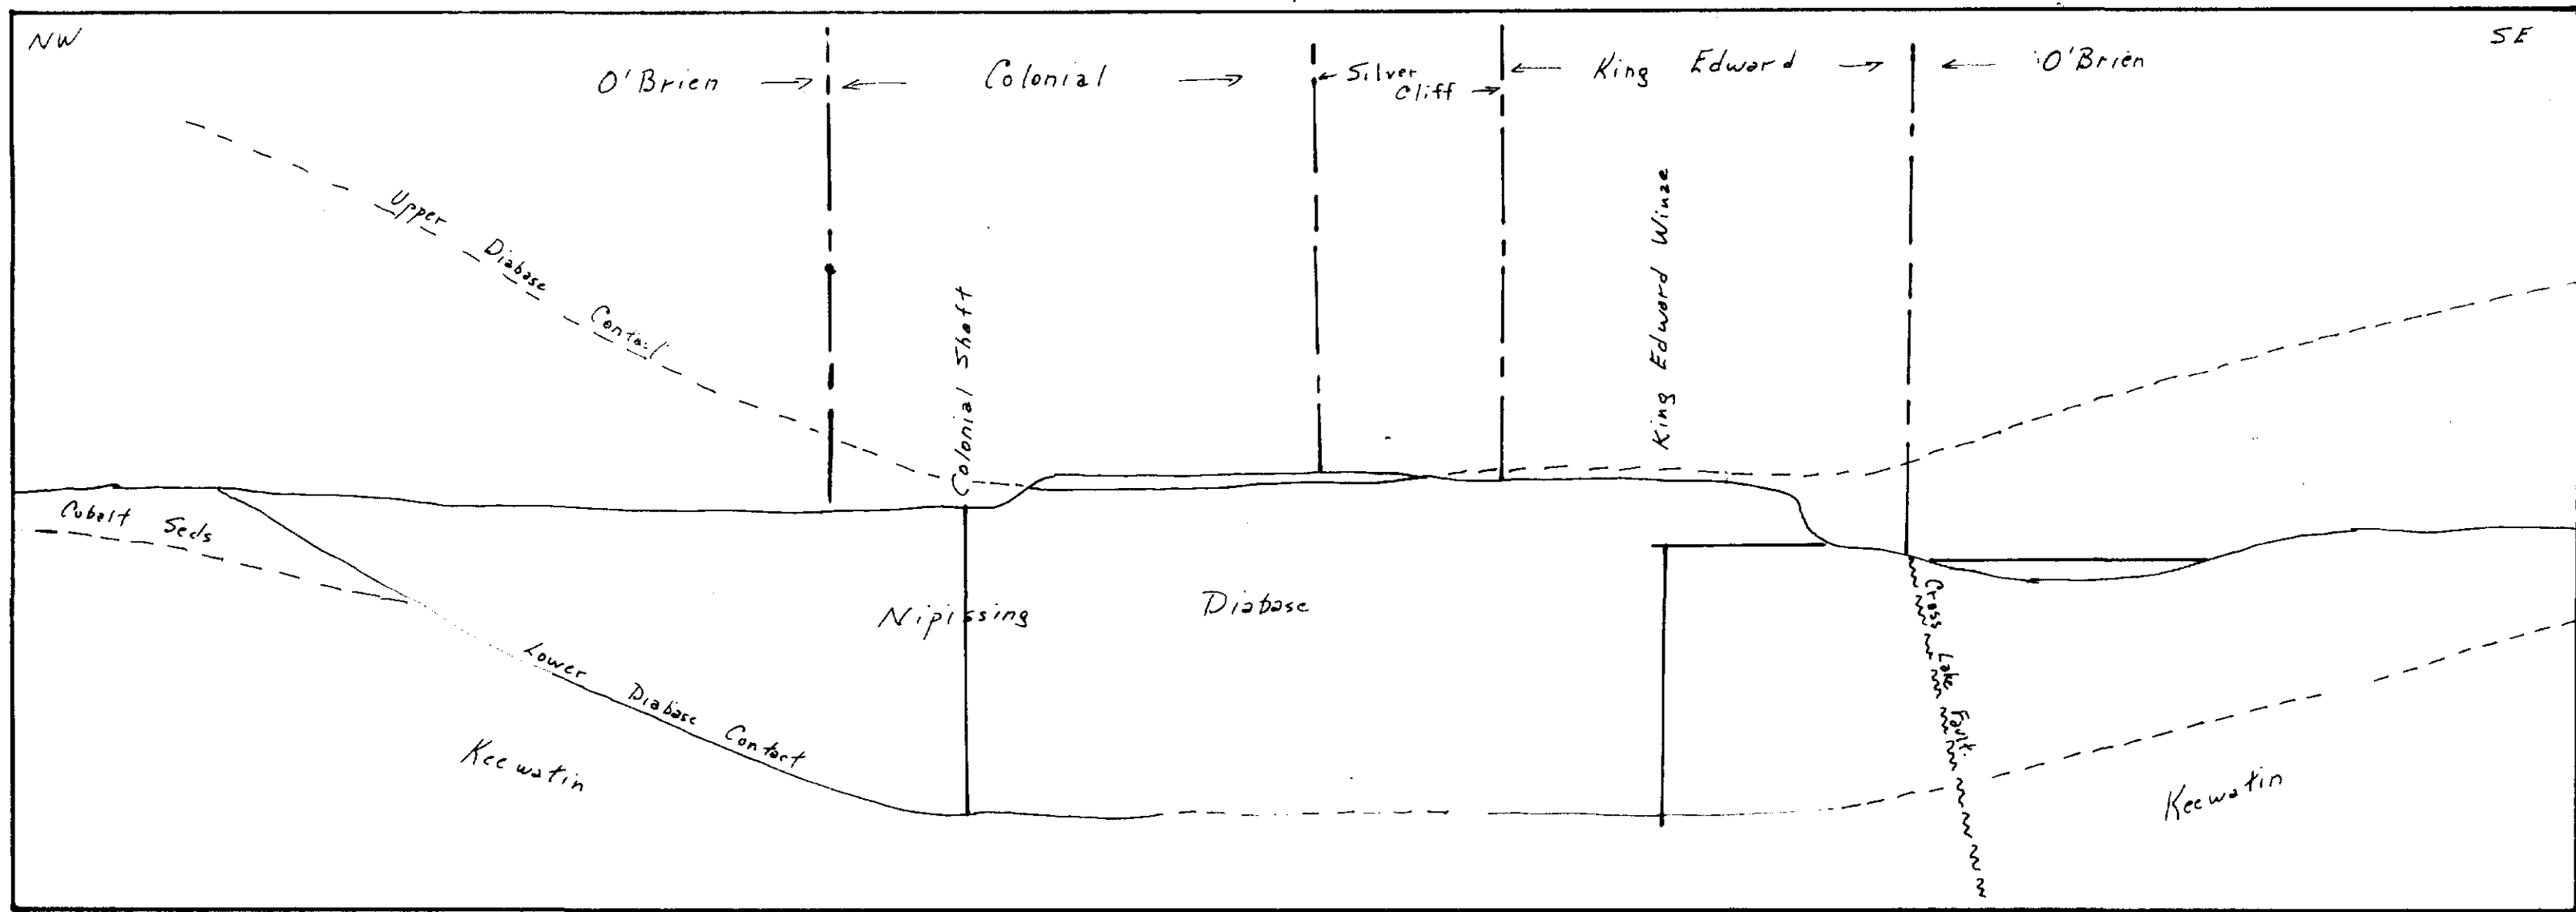 NW
SE
O'Brien
Colonial
Silver
Cliff
King Edward
O'Brien
Upper Diabase Contact
Colonial Shaft
King Edward Winze
Cobalt Seds
Nipissing Diabase
Lower Diabase Contact
Keewatin
Cross Lake Fault
Keewatin